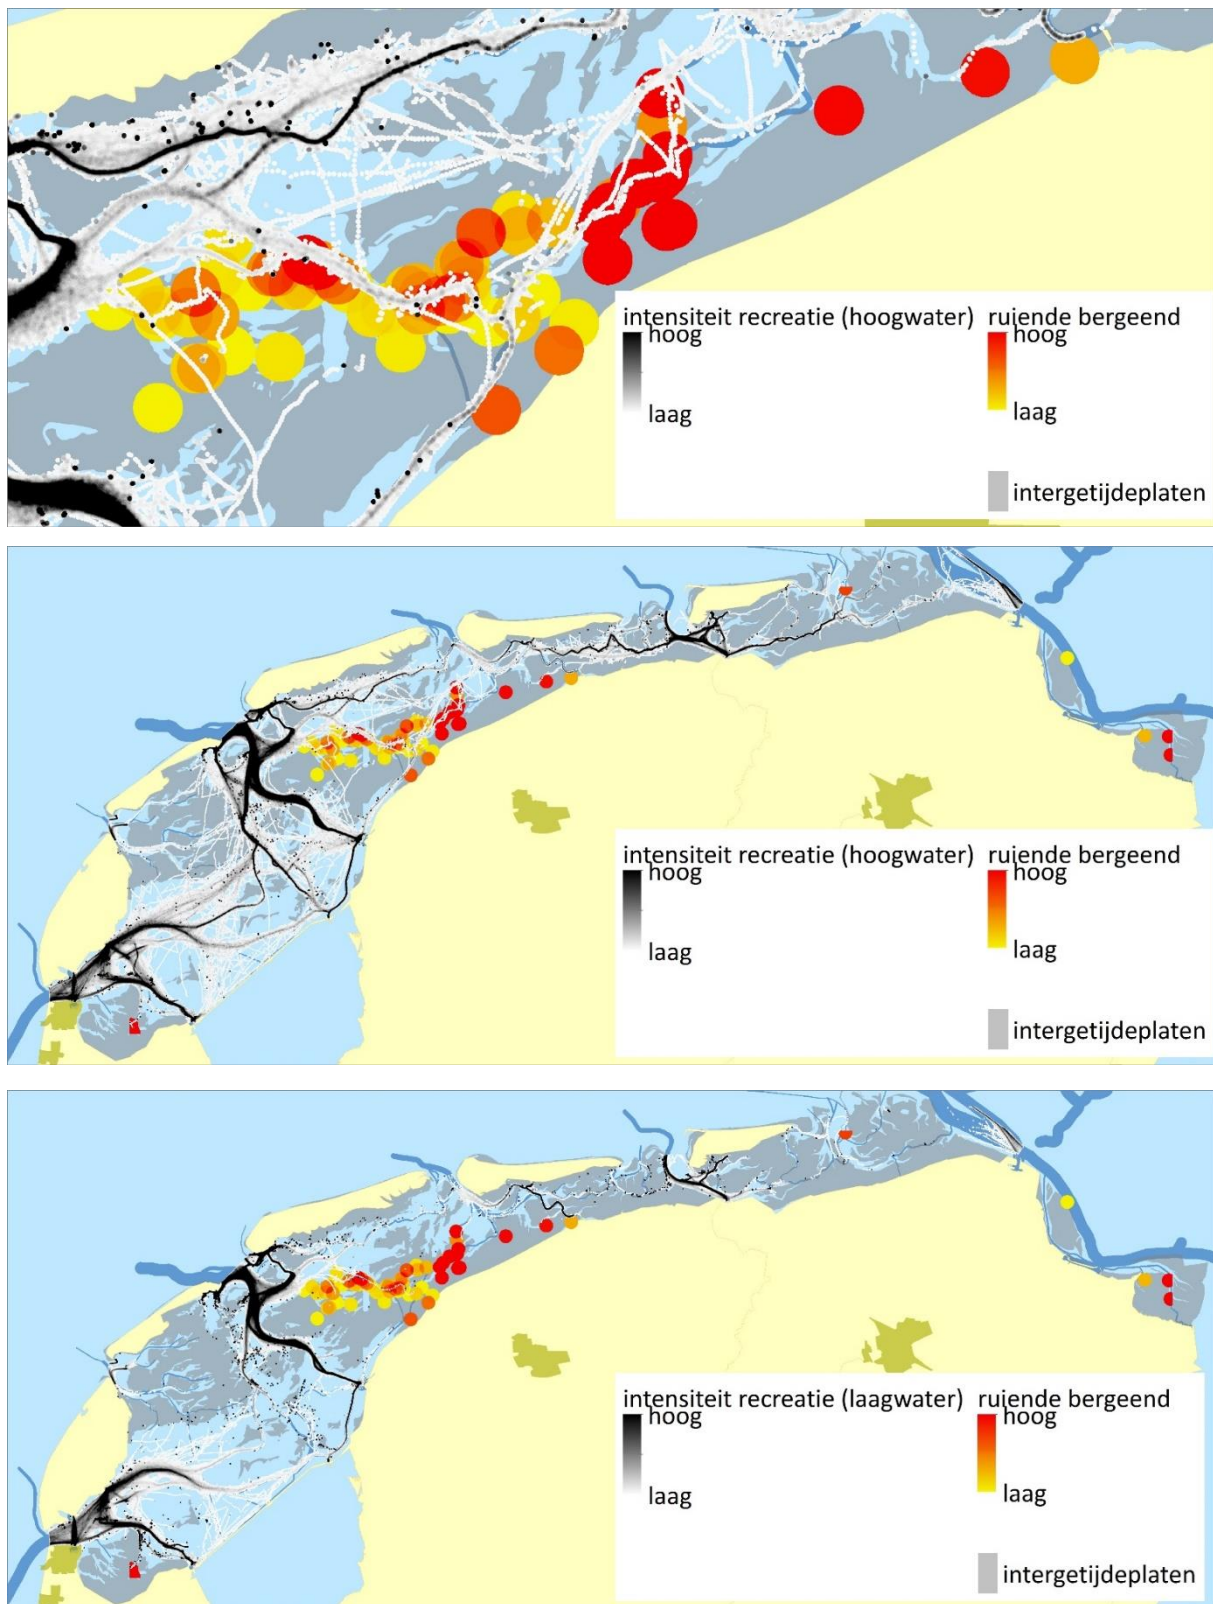 intensiteit recreatie (hoogwater) ruiende bergeend
hoog hoog
laag laag
intergetijdeplaten
intensiteit recreatie (hoogwater) ruiende bergeend
hoog hoog
laag laag
intergetijdeplaten
intensiteit recreatie (laagwater) ruiende bergeend
hoog hoog
laag laag
intergetijdeplaten